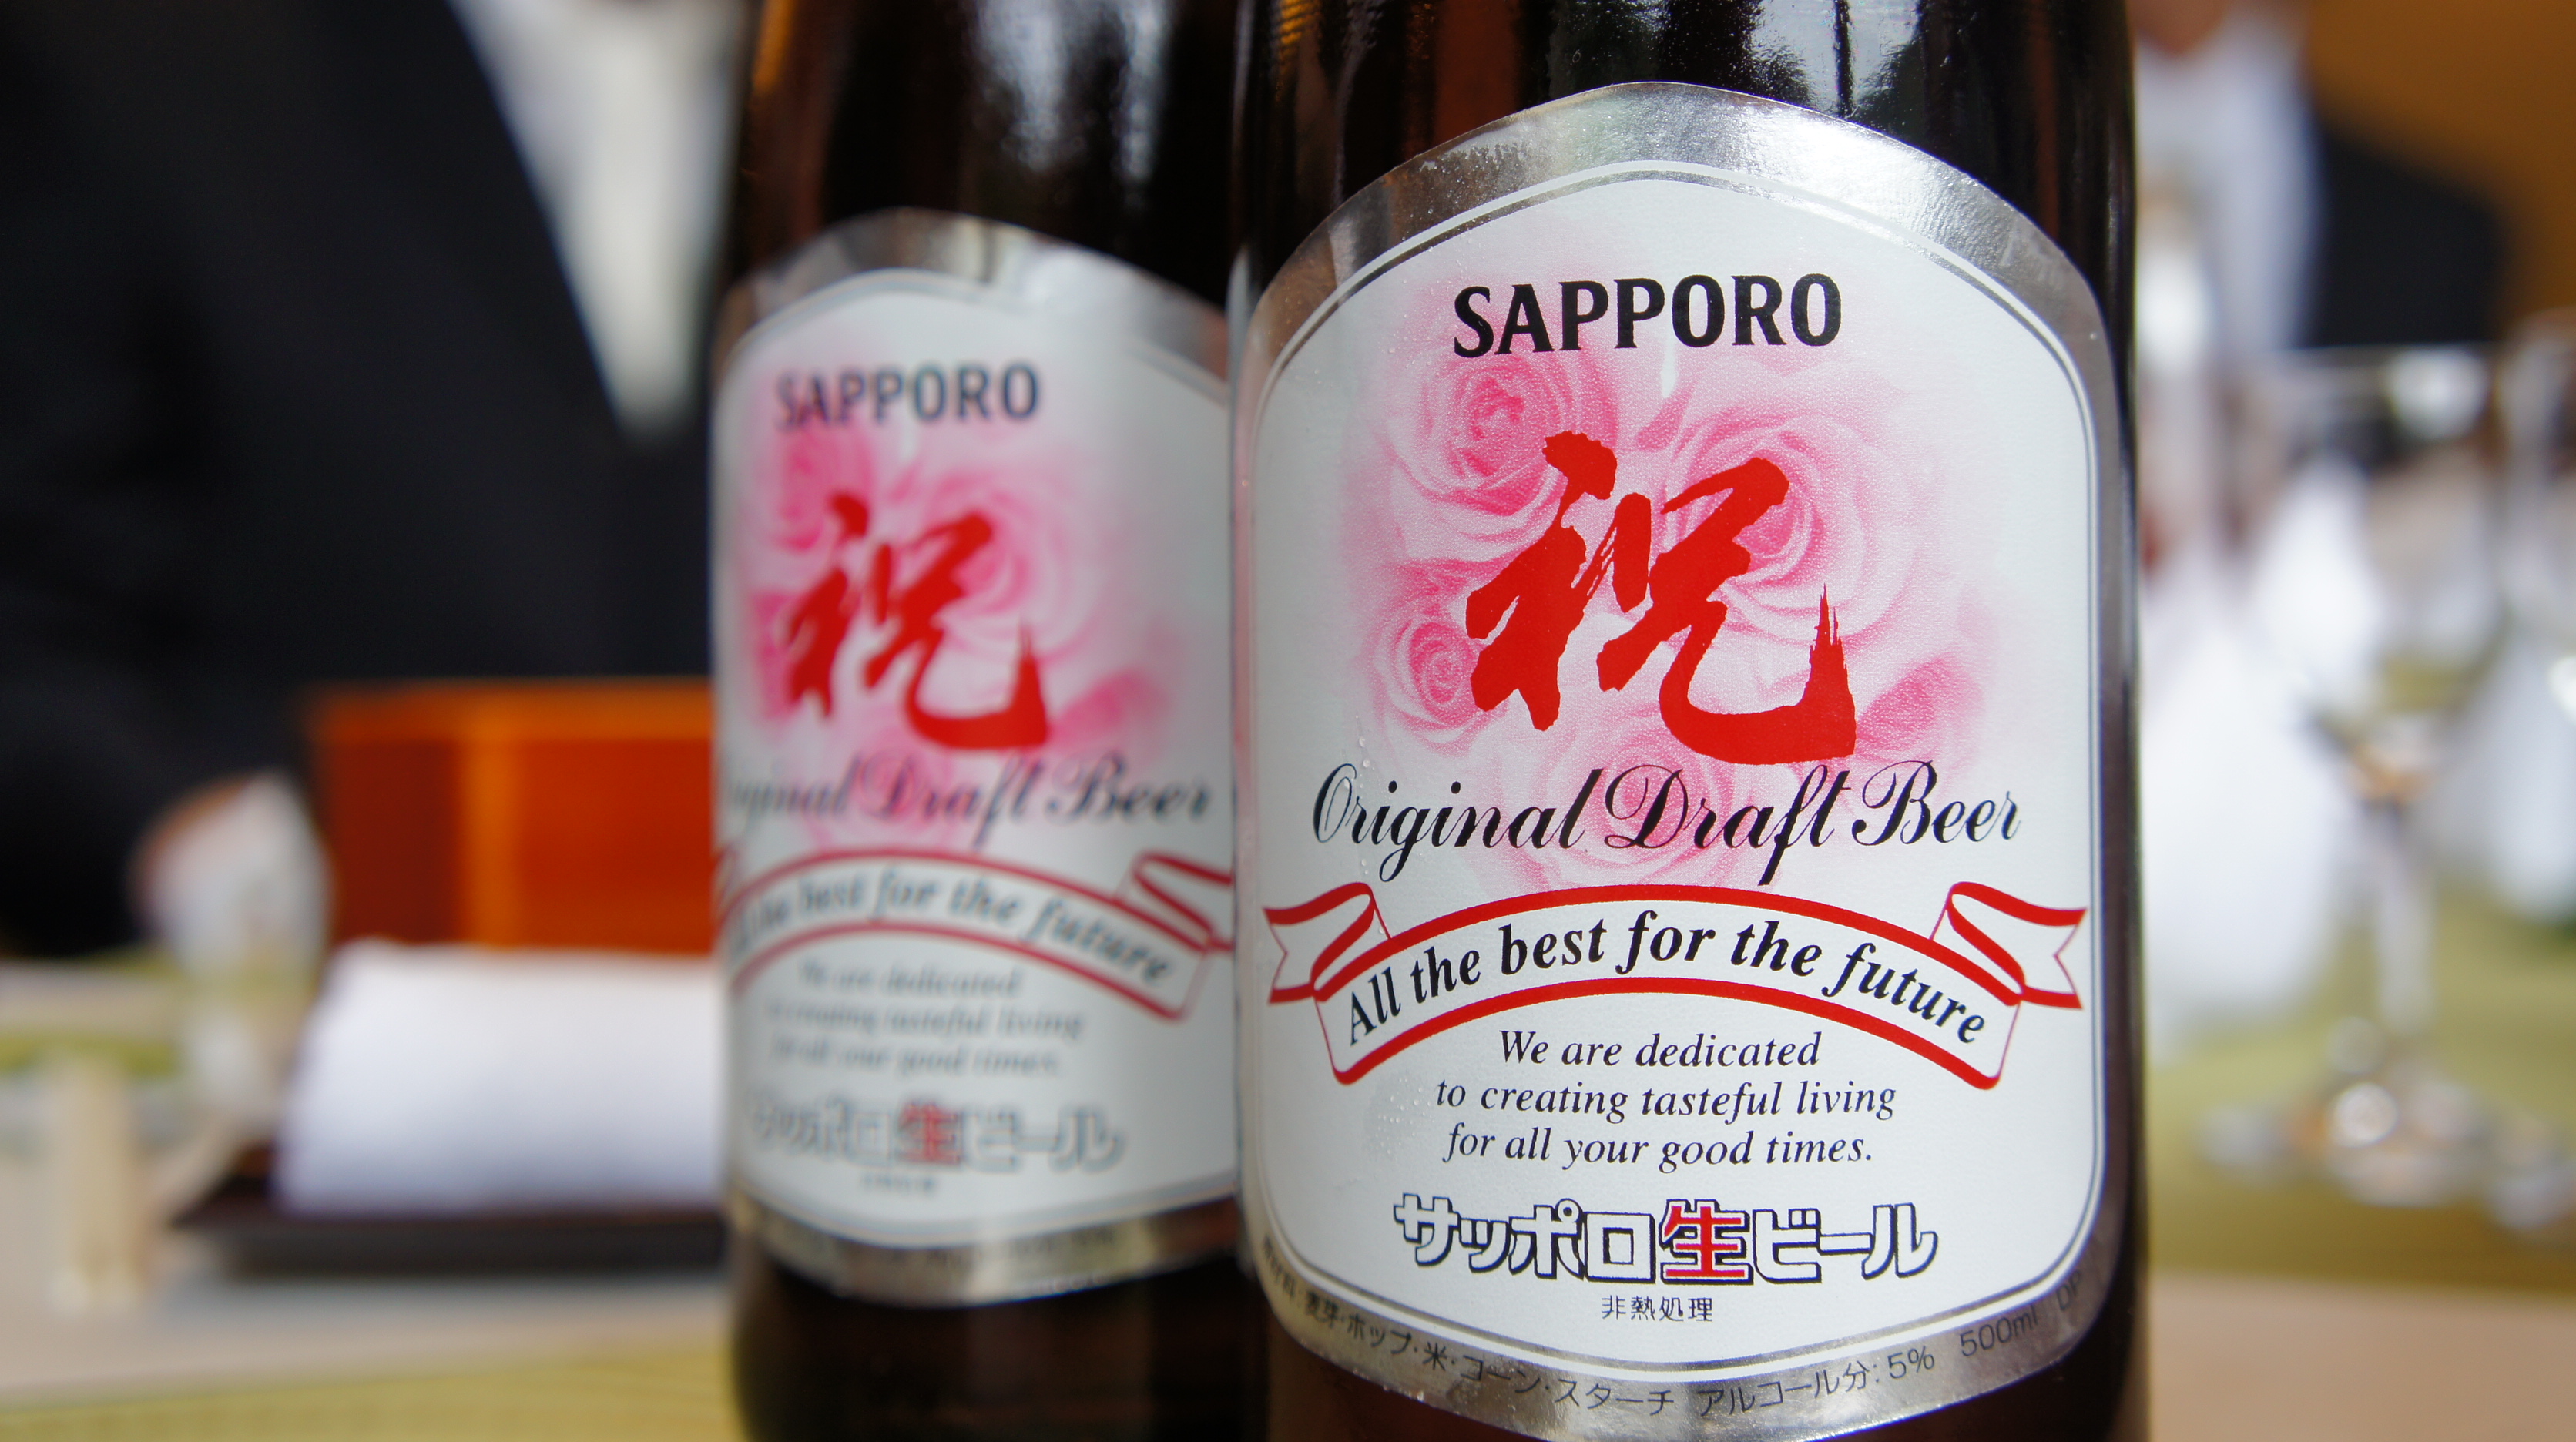 SAPPORO
祝
Original Draft Beer
All the best for the future
We are dedicated
to creating tasteful living
for all your good times.
サッポロ生ビール
非熱処理
原材料:麦芽・ホップ・米・コーン・スターチ アルコール分:5% 500ml DP
SAPPORO
祝
Original Draft Beer
All the best for the future
We are dedicated
to creating tasteful living
for all your good times.
サッポロ生ビール